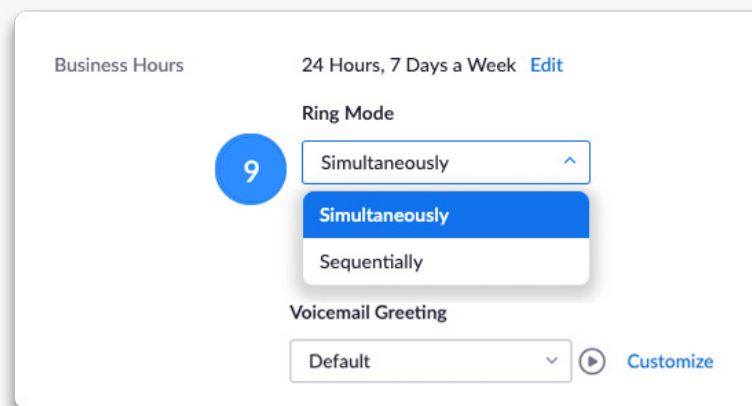 Business Hours 24 Hours, 7 Days a Week Edit
Ring Mode
9 Simultaneously
Simultaneously
Sequentially
Voicemail Greeting
Default Customize